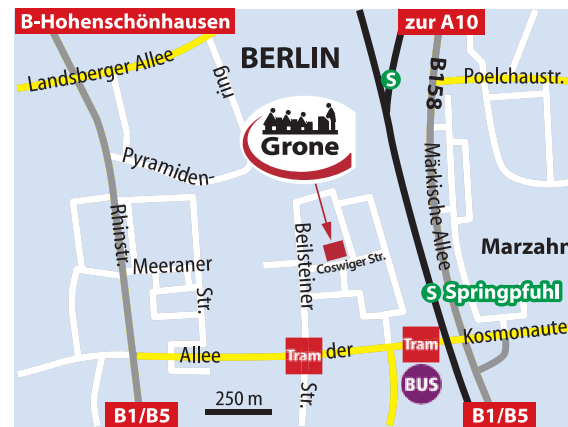 B-Hohenschönhausen
zur A10
BERLIN
Landsberger Allee
ring
B158
Poelchaustr.
Grone
Pyramiden-
Märkische Allee
Rhinstr.
Beilsteiner
Str.
Meeraner
Str.
Coswiger Str.
Marzahn
S
S Springpfuhl
Allee
der
Kosmonaute
Tram
Tram
BUS
250 m
B1/B5
B1/B5